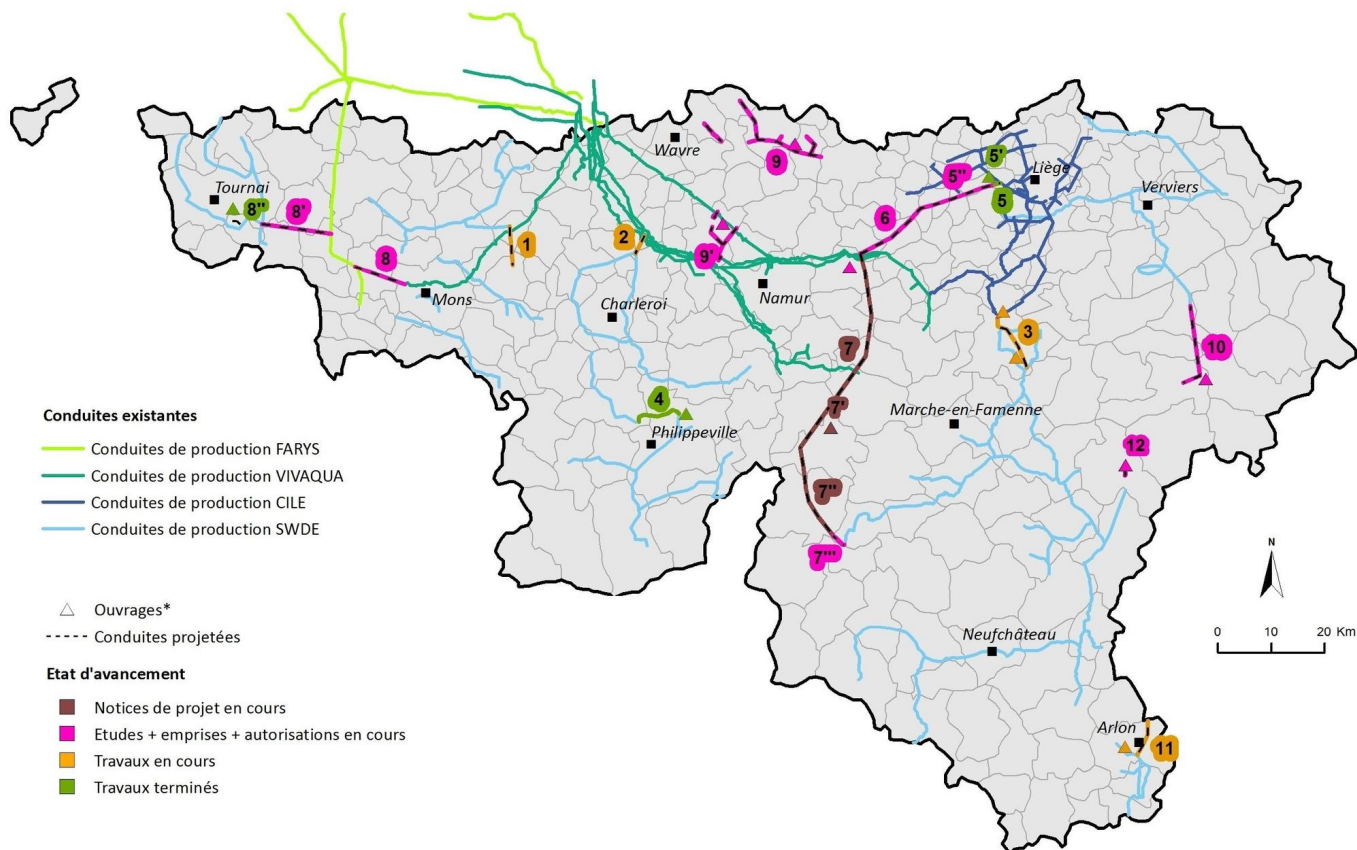 Wavre
9
5'
5''
Liège
5
Tournai
8''
8'
6
Verviers
1
2
9'
8
Mons
Namur
Charleroi
3
7
10
4
7'
Marche-en-Famenne
Philippeville
12
7''
7'''
Neufchâteau
Arlon
11
Conduites existantes
Conduites de production FARYS
Conduites de production VIVAQUA
Conduites de production CILE
Conduites de production SWDE
Ouvrages*
Conduites projetées
Etat d'avancement
Notices de projet en cours
Etudes + emprises + autorisations en cours
Travaux en cours
Travaux terminés
N
0 10 20 Km